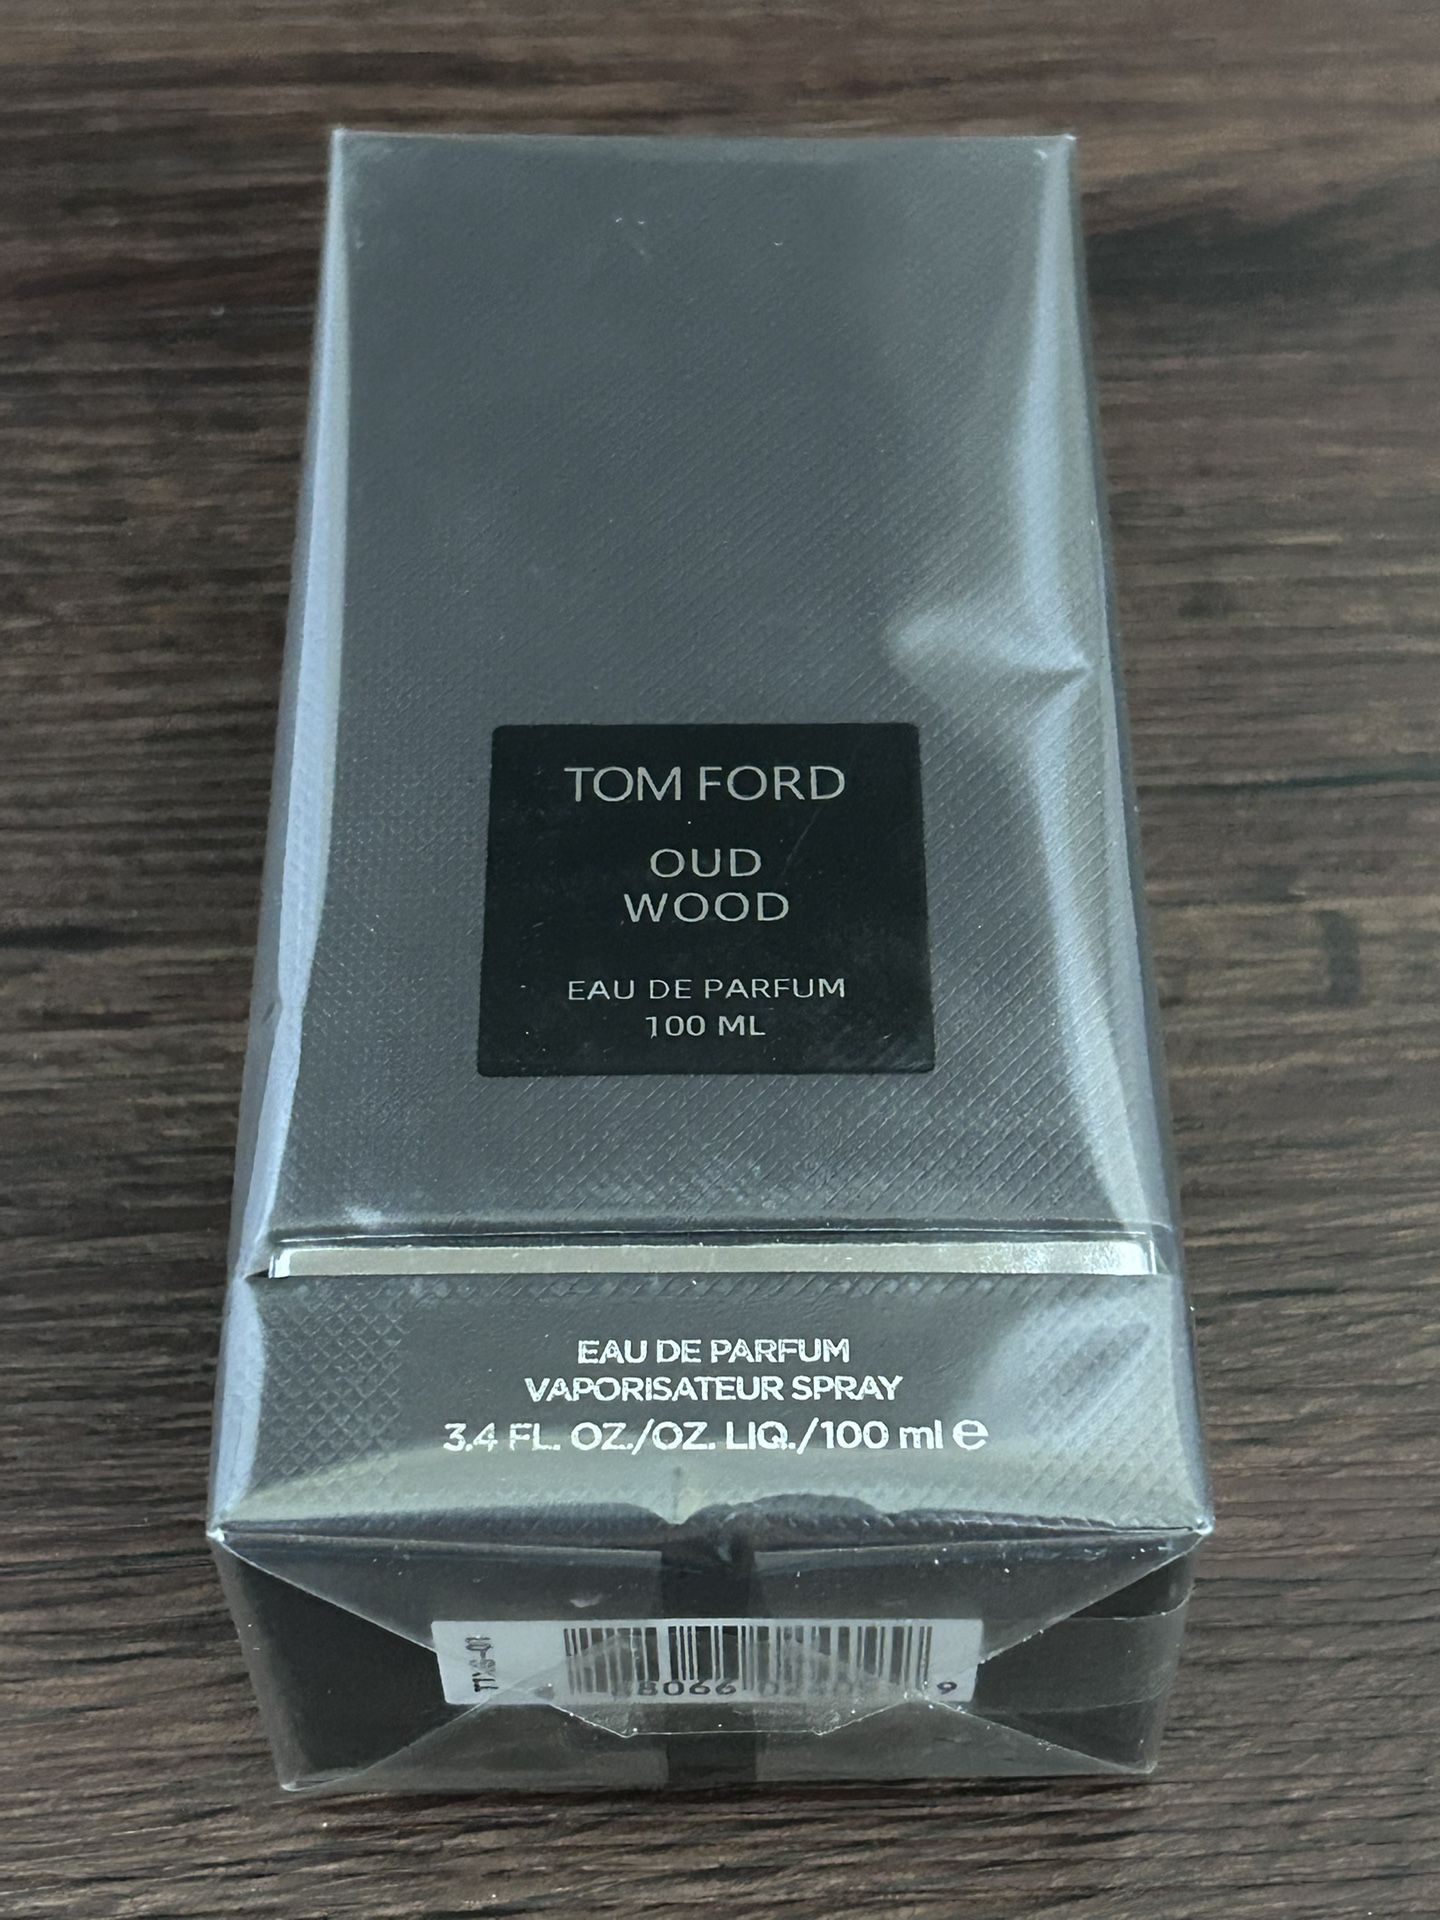 TOM FORD
OUD
WOOD
EAU DE PARFUM
100 ML
EAU DE PARFUM
VAPORISATEUR SPRAY
3.4 FL. OZ./OZ. LIQ./100 ml e